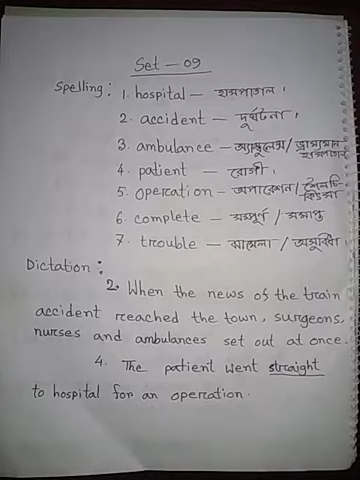 Set - 09
Spelling: 1. hospital - হাসপাতাল।
2. accident - দুর্ঘটনা।
3. ambulance - অ্যাম্বুলেন্স / ভ্রাম্যমান হাসপাতাল
4. patient - রোগী।
5. operation - অপারেশন / শৈল্যচিকিৎসা
6. complete - সম্পূর্ণ / সমাপ্ত
7. trouble - ঝামেলা / অসুবিধা।
Dictation:
2. When the news of the train
accident reached the town, surgeons,
nurses and ambulances set out at once.
4. The patient went straight
to hospital for an operation.